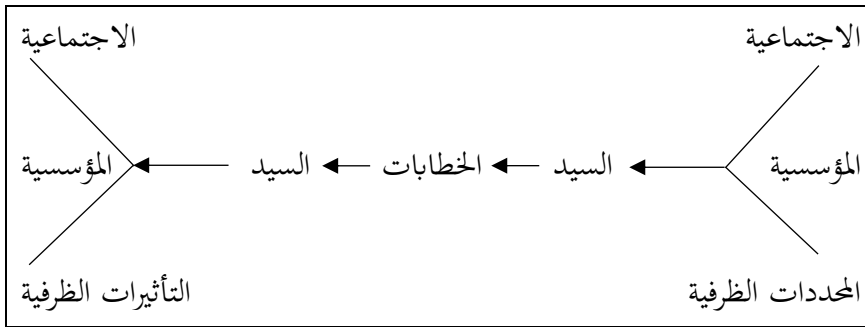 الاجتماعية الاجتماعية
المؤسسية السيد الخطابات السيد المؤسسية
المحددات الظرفية التأثيرات الظرفية